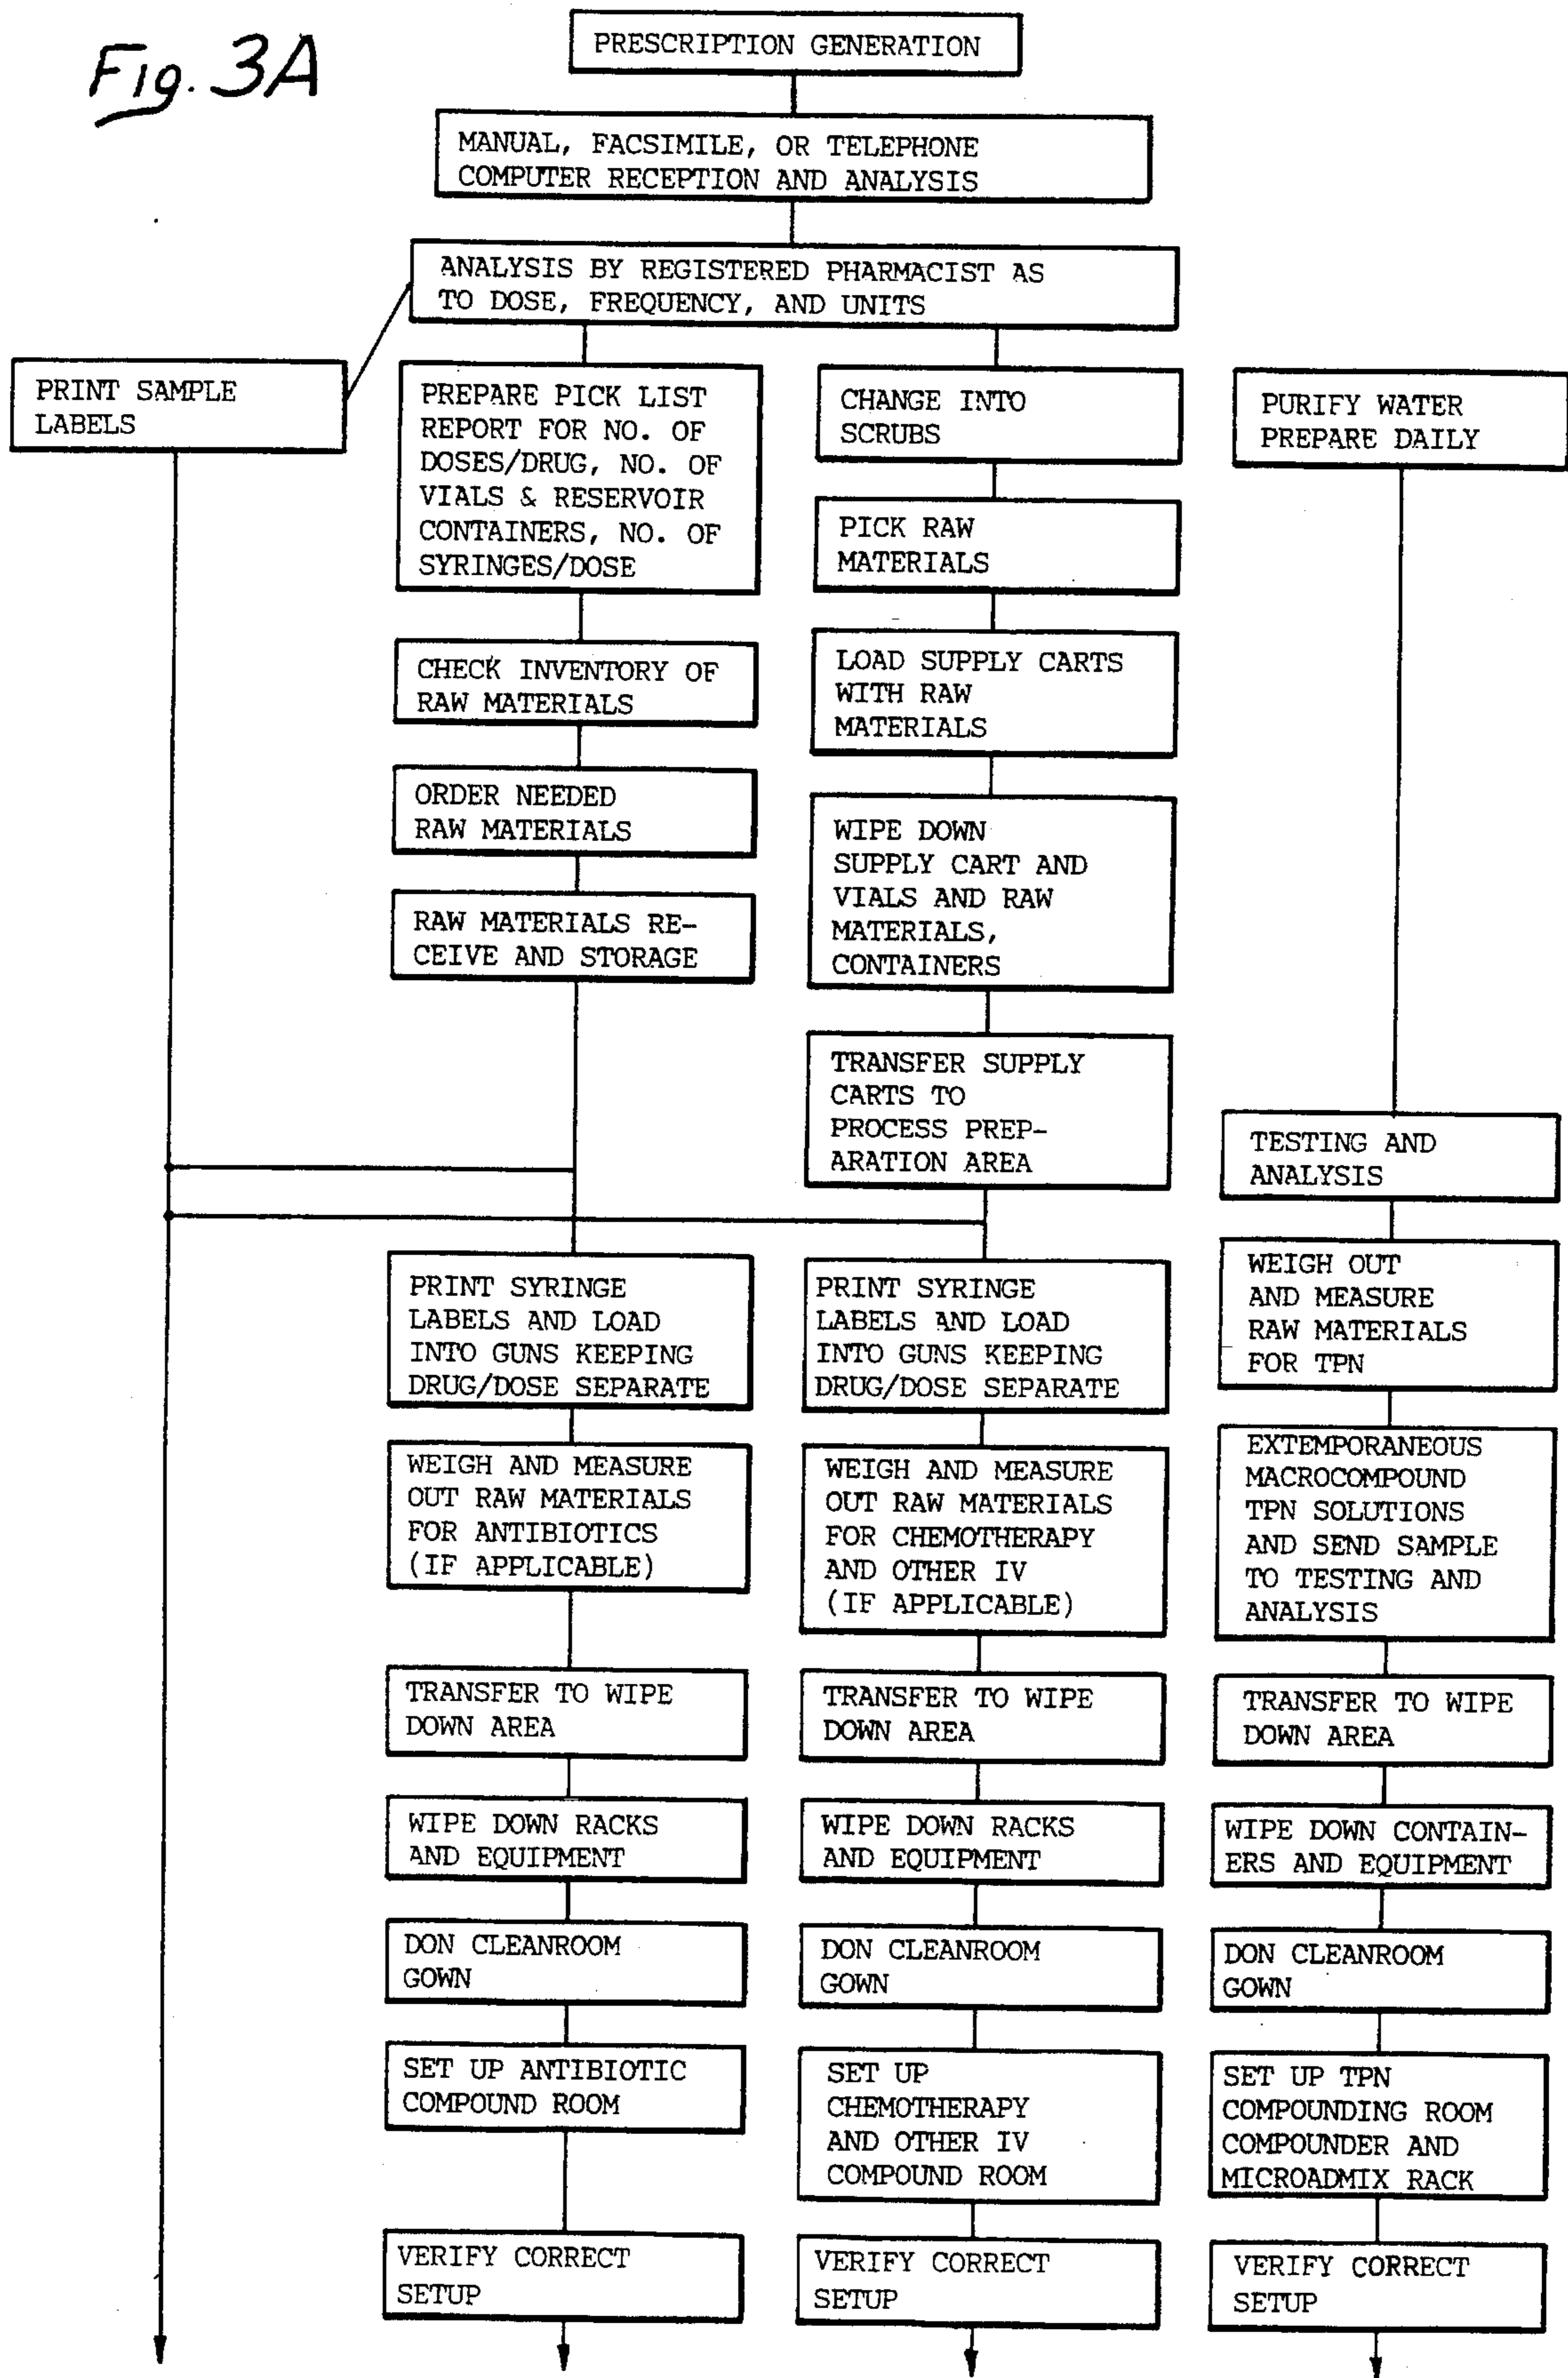 Fig. 3A
PRESCRIPTION GENERATION
MANUAL, FACSIMILE, OR TELEPHONE
COMPUTER RECEPTION AND ANALYSIS
ANALYSIS BY REGISTERED PHARMACIST AS
TO DOSE, FREQUENCY, AND UNITS
PRINT SAMPLE
LABELS
PREPARE PICK LIST
REPORT FOR NO. OF
DOSES/DRUG, NO. OF
VIALS & RESERVOIR
CONTAINERS, NO. OF
SYRINGES/DOSE
CHECK INVENTORY OF
RAW MATERIALS
ORDER NEEDED
RAW MATERIALS
RAW MATERIALS RE-
CEIVE AND STORAGE
PRINT SYRINGE
LABELS AND LOAD
INTO GUNS KEEPING
DRUG/DOSE SEPARATE
WEIGH AND MEASURE
OUT RAW MATERIALS
FOR ANTIBIOTICS
(IF APPLICABLE)
TRANSFER TO WIPE
DOWN AREA
WIPE DOWN RACKS
AND EQUIPMENT
DON CLEANROOM
GOWN
SET UP ANTIBIOTIC
COMPOUND ROOM
VERIFY CORRECT
SETUP
CHANGE INTO
SCRUBS
PICK RAW
MATERIALS
LOAD SUPPLY CARTS
WITH RAW
MATERIALS
WIPE DOWN
SUPPLY CART AND
VIALS AND RAW
MATERIALS,
CONTAINERS
TRANSFER SUPPLY
CARTS TO
PROCESS PREP-
ARATION AREA
PRINT SYRINGE
LABELS AND LOAD
INTO GUNS KEEPING
DRUG/DOSE SEPARATE
WEIGH AND MEASURE
OUT RAW MATERIALS
FOR CHEMOTHERAPY
AND OTHER IV
(IF APPLICABLE)
TRANSFER TO WIPE
DOWN AREA
WIPE DOWN RACKS
AND EQUIPMENT
DON CLEANROOM
GOWN
SET UP
CHEMOTHERAPY
AND OTHER IV
COMPOUND ROOM
VERIFY CORRECT
SETUP
PURIFY WATER
PREPARE DAILY
TESTING AND
ANALYSIS
WEIGH OUT
AND MEASURE
RAW MATERIALS
FOR TPN
EXTEMPORANEOUS
MACROCOMPOUND
TPN SOLUTIONS
AND SEND SAMPLE
TO TESTING AND
ANALYSIS
TRANSFER TO WIPE
DOWN AREA
WIPE DOWN CONTAIN-
ERS AND EQUIPMENT
DON CLEANROOM
GOWN
SET UP TPN
COMPOUNDING ROOM
COMPOUNDER AND
MICROADMIX RACK
VERIFY CORRECT
SETUP